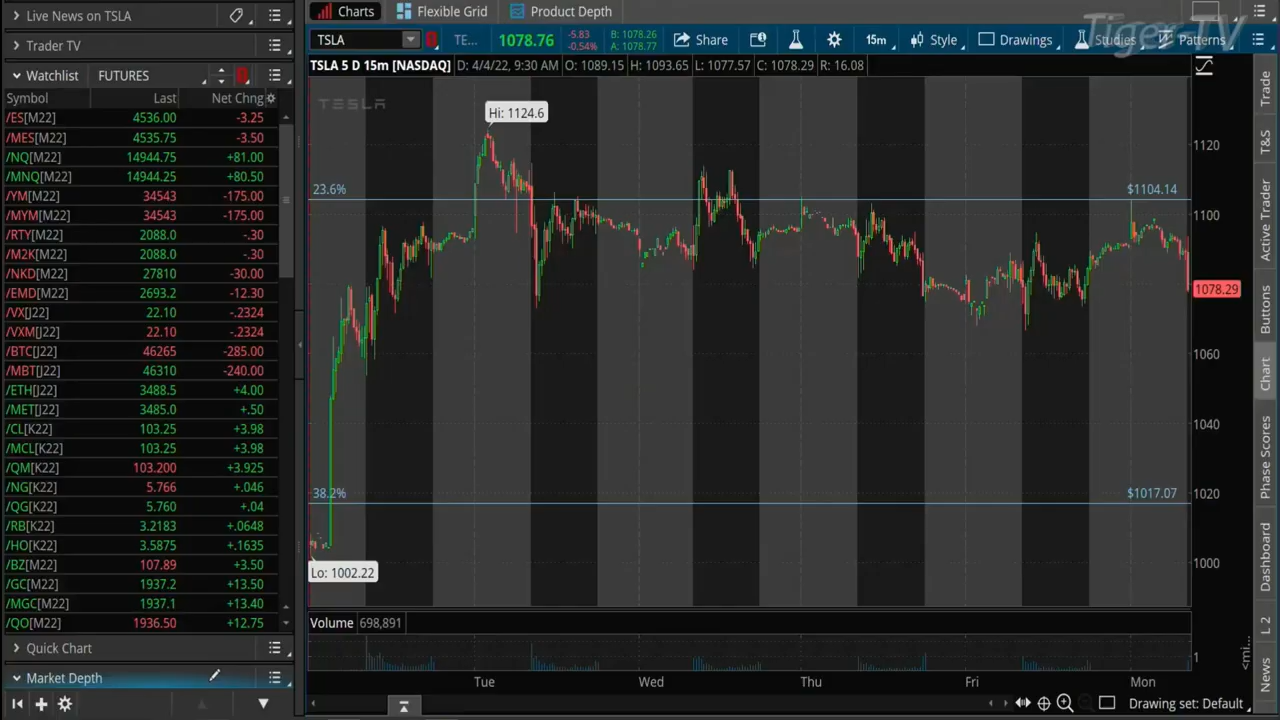 Live News on TSLA
Trader TV
Watchlist FUTURES
Symbol Last Net Chng
/ES[M22] 4536.00 -3.25
/MES[M22] 4535.75 -3.50
/NQ[M22] 14944.75 +81.00
/MNQ[M22] 14944.25 +80.50
/YM[M22] 34543 -175.00
/MYM[M22] 34543 -175.00
/RTY[M22] 2088.0 -.30
/M2K[M22] 2088.0 -.30
/NKD[M22] 27810 -30.00
/EMD[M22] 2693.2 -12.30
/VX[J22] 22.10 -.2324
/VXM[J22] 22.10 -.2324
/BTC[J22] 46265 -285.00
/MBT[J22] 46310 -240.00
/ETH[J22] 3488.5 +4.00
/MET[J22] 3485.0 +.50
/CL[K22] 103.25 +3.98
/MCL[K22] 103.25 +3.98
/QM[K22] 103.200 +3.925
/NG[K22] 5.766 +.046
/QG[K22] 5.760 +.04
/RB[K22] 3.2183 +.0648
/HO[K22] 3.5875 +.1635
/BZ[M22] 107.89 +3.50
/GC[M22] 1937.2 +13.50
/MGC[M22] 1937.1 +13.40
/QO[M22] 1936.50 +12.75
Quick Chart
Market Depth
Charts Flexible Grid Product Depth
Tiger-TV
TSLA TE... 1078.76 -5.83 -0.54% B: 1078.26 A: 1078.77 Share 15m Style Drawings Studies Patterns
TSLA 5 D 15m [NASDAQ] D: 4/4/22, 9:30 AM O: 1089.15 H: 1093.65 L: 1077.57 C: 1078.29 R: 16.08
TESLA
Hi: 1124.6
1120
23.6% $1104.14
1100
1078.29
1060
1040
38.2% $1017.07
1020
1000
Lo: 1002.22
Volume 698,891
1
<mi...
Tue Wed Thu Fri Mon
Drawing set: Default
Trade
T&S
Active Trader
Buttons
Chart
Phase Scores
Dashboard
L 2
News